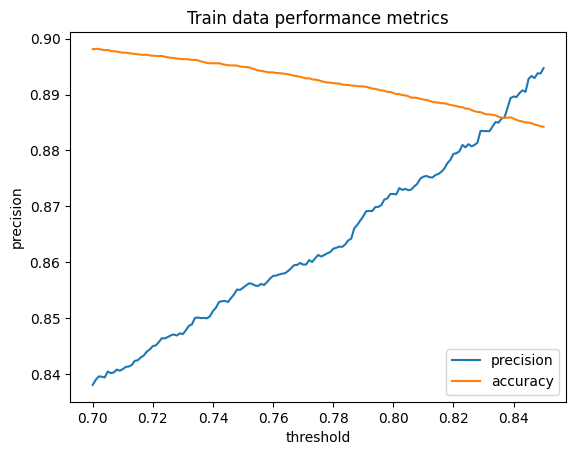 Train data performance metrics
0.90
0.89
0.88
0.87
0.86
0.85
0.84
precision
0.70 0.72 0.74 0.76 0.78 0.80 0.82 0.84
threshold
precision
accuracy